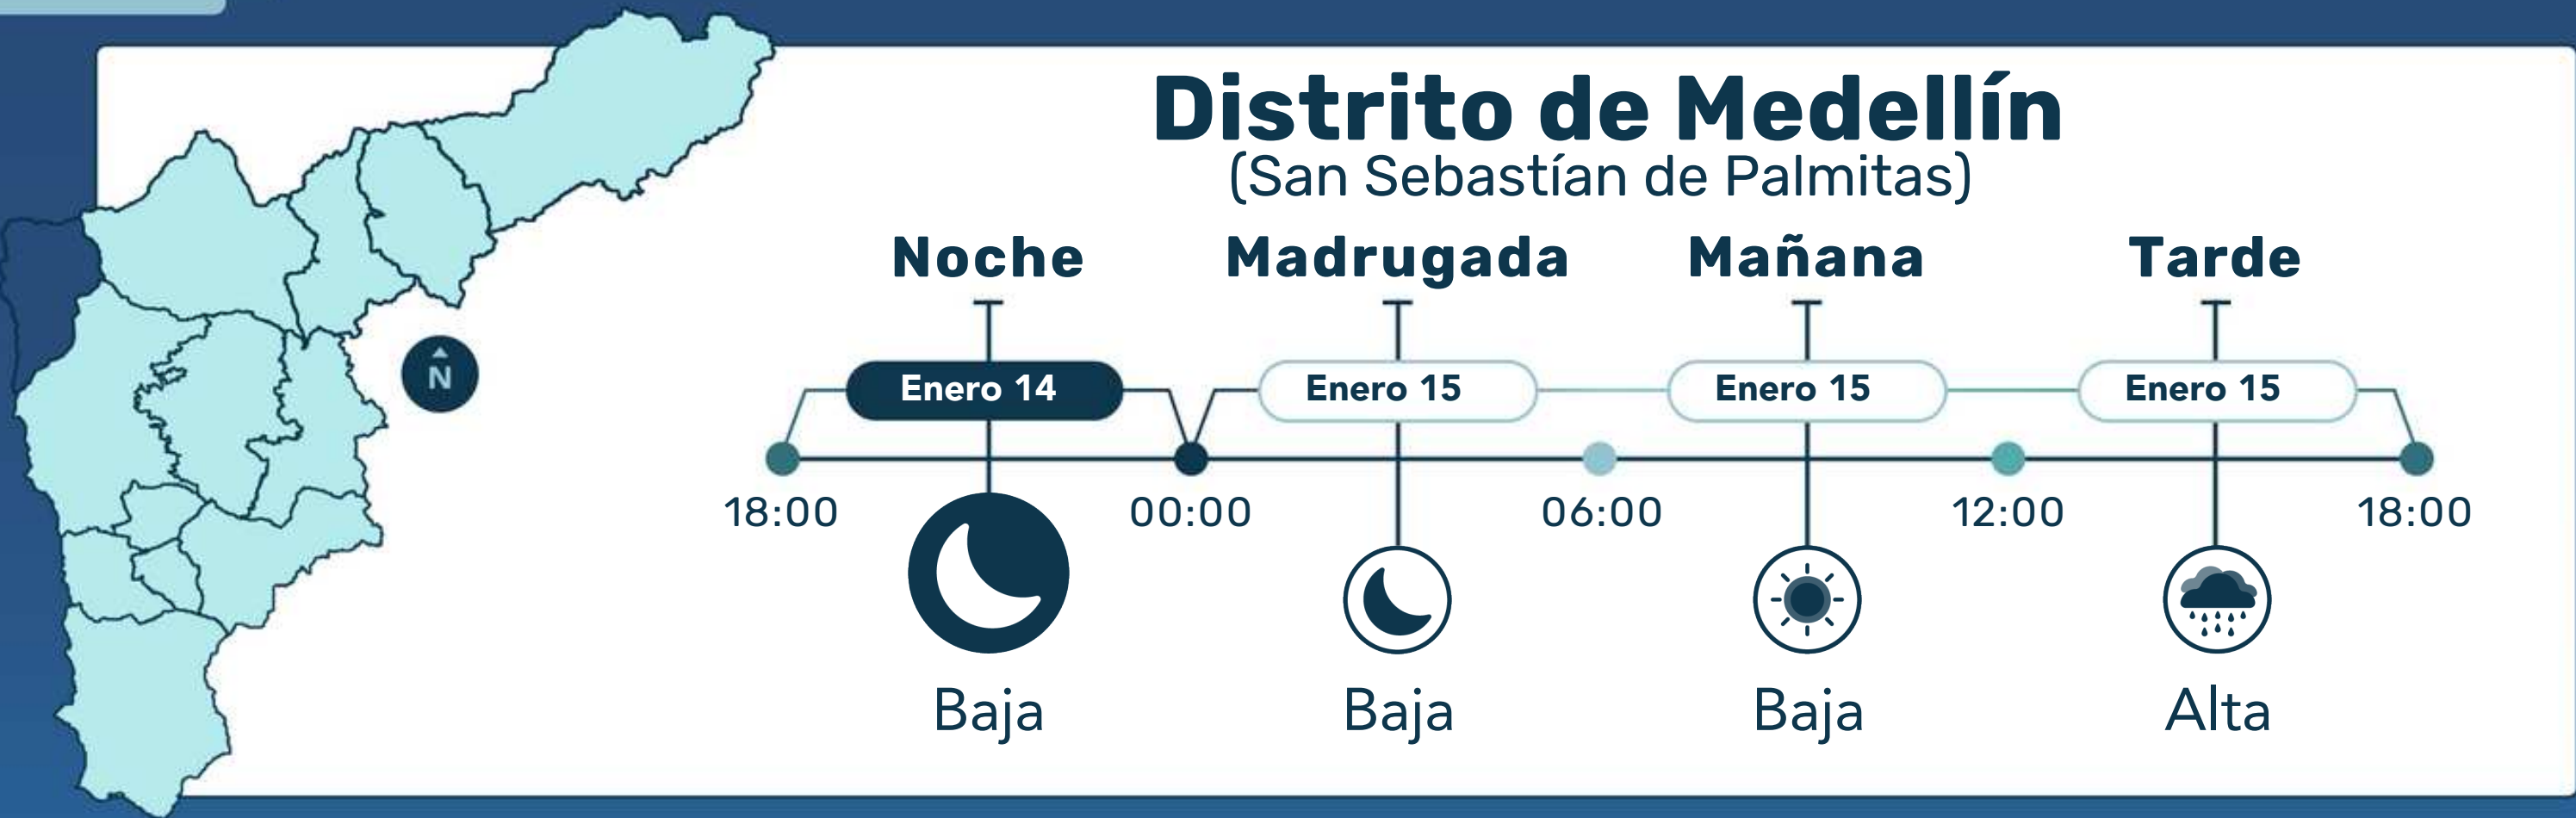 Distrito de Medellín
(San Sebastían de Palmitas)
Noche Madrugada Mañana Tarde
Enero 14 Enero 15 Enero 15 Enero 15
N
18:00 00:00 06:00 12:00 18:00
Baja Baja Baja Alta